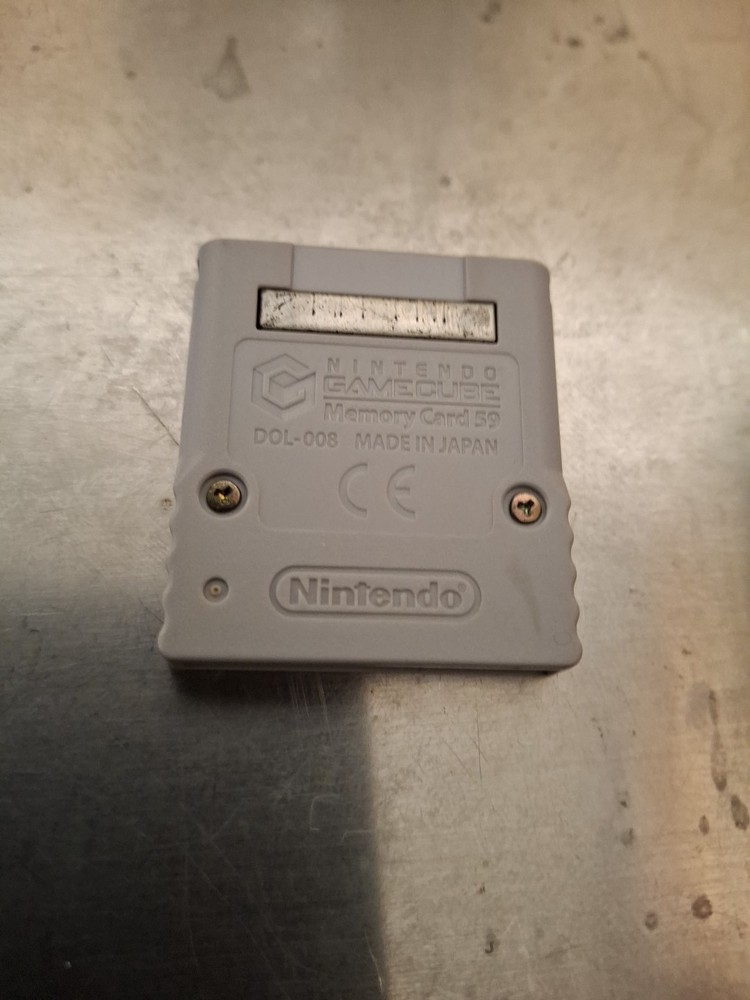 NINTENDO
GAMECUBE
Memory Card 59
DOL-008 MADE IN JAPAN
CE
Nintendo®